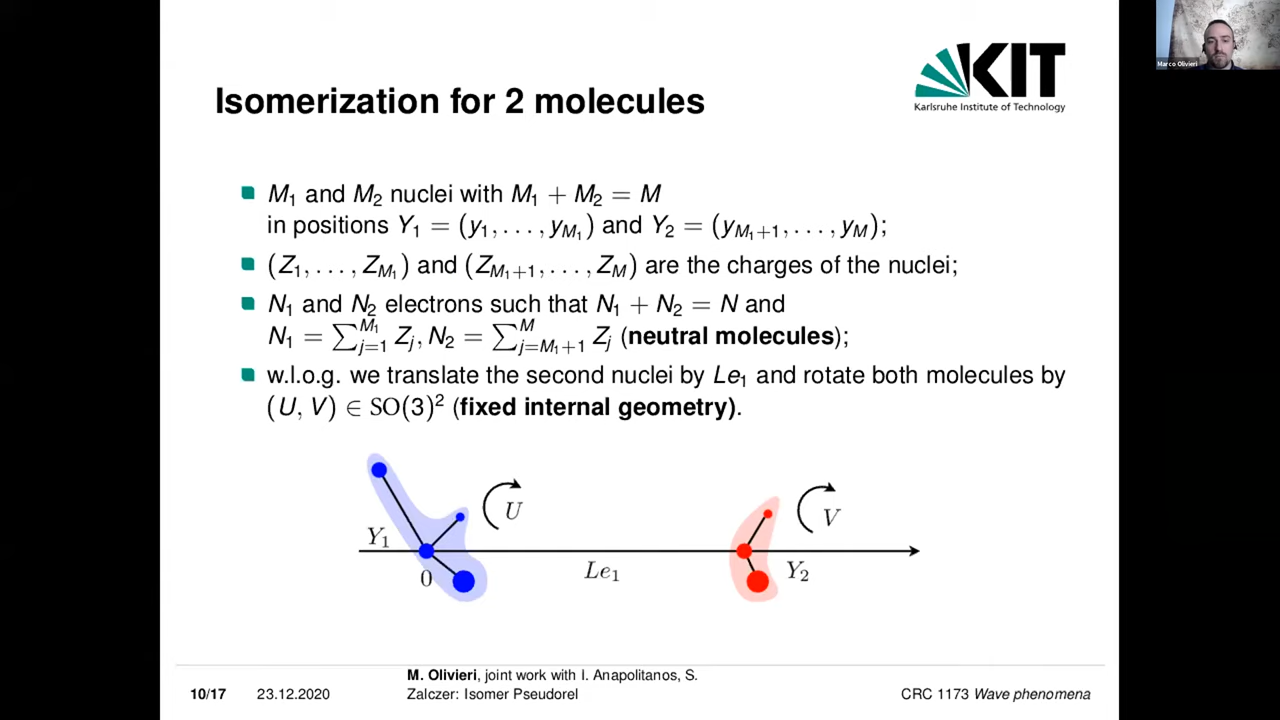 Marco Olivieri
KIT
Karlsruhe Institute of Technology
Isomerization for 2 molecules
M₁ and M₂ nuclei with M₁ + M₂ = M
in positions Y₁ = (y₁, . . . , y_{M₁}) and Y₂ = (y_{M₁+1}, . . . , y_M);
(Z₁, . . . , Z_{M₁}) and (Z_{M₁+1}, . . . , Z_M) are the charges of the nuclei;
N₁ and N₂ electrons such that N₁ + N₂ = N and
N₁ = ∑_{j=1}^{M₁} Z_j, N₂ = ∑_{j=M₁+1}^{M} Z_j (neutral molecules);
w.l.o.g. we translate the second nuclei by Le₁ and rotate both molecules by
(U, V) ∈ SO(3)² (fixed internal geometry).
U
V
Y₁
0
Le₁
Y₂
M. Olivieri, joint work with I. Anapolitanos, S.
Zalczer: Isomer Pseudorel
10/17
23.12.2020
CRC 1173 Wave phenomena